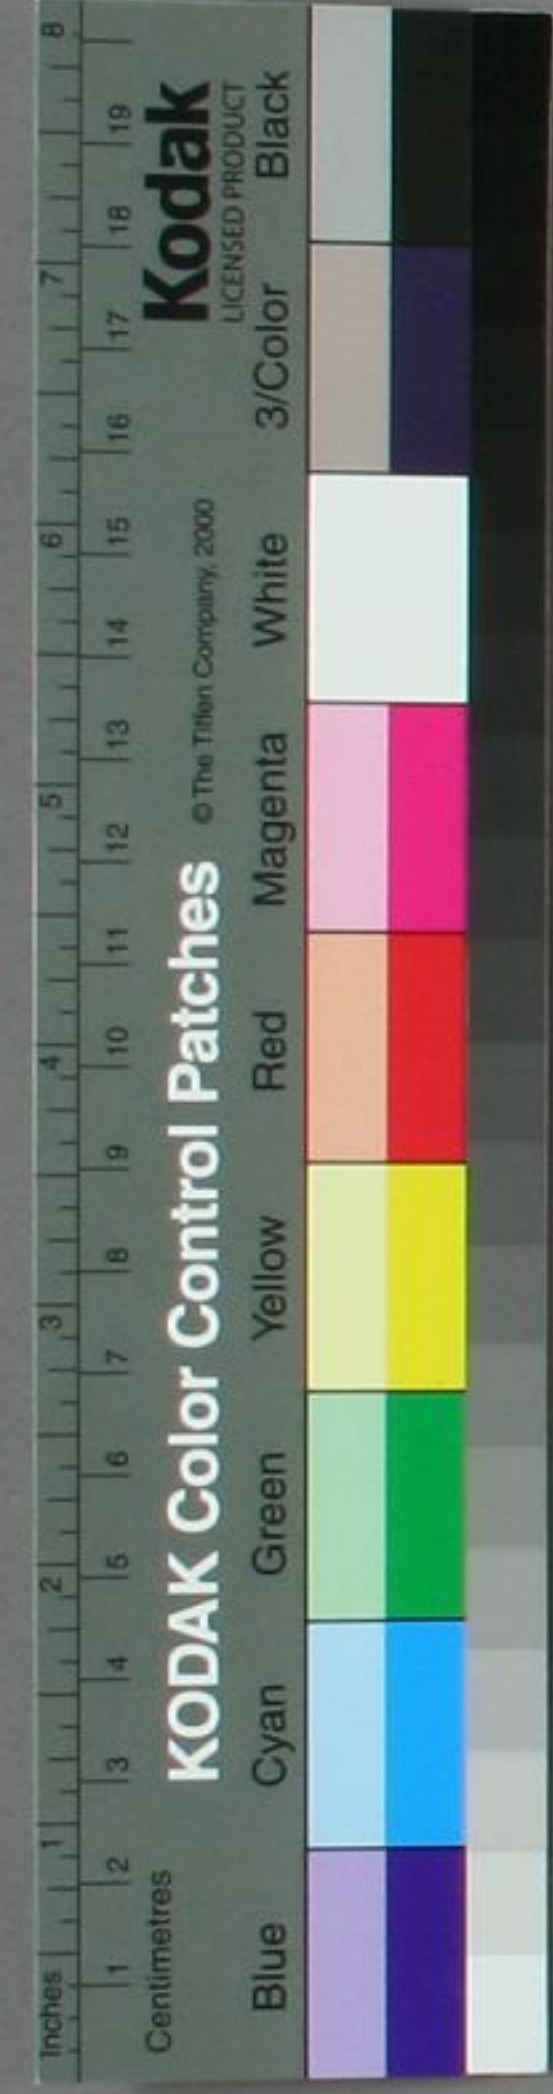 Inches 1 2 3 4 5 6 7 8
1 2 3 4 5 6 7 8 9 10 11 12 13 14 15 16 17 18 19
Centimetres
KODAK Color Control Patches © The Tiffen Company, 2000
Kodak
LICENSED PRODUCT
Blue Cyan Green Yellow Red Magenta White 3/Color Black